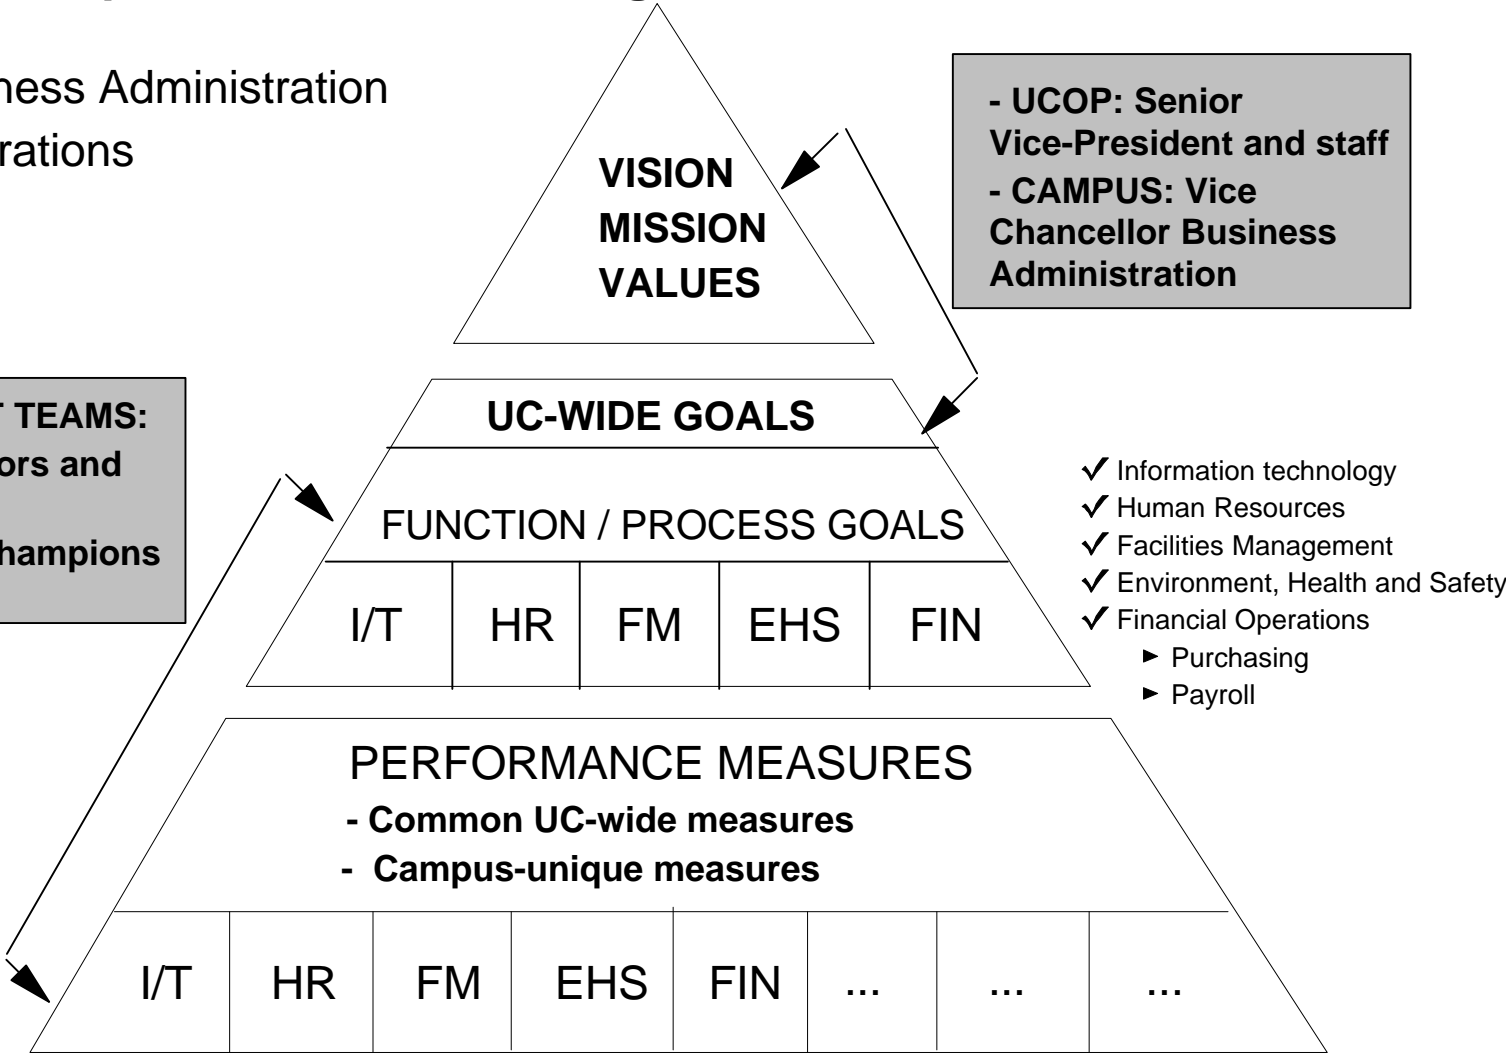 ness Administration
rations
- UCOP: Senior
Vice-President and staff
- CAMPUS: Vice
Chancellor Business
Administration
VISION
MISSION
VALUES
T TEAMS:
ors and
hampions
UC-WIDE GOALS
FUNCTION / PROCESS GOALS
I/T HR FM EHS FIN
✓ Information technology
✓ Human Resources
✓ Facilities Management
✓ Environment, Health and Safety
✓ Financial Operations
► Purchasing
► Payroll
PERFORMANCE MEASURES
- Common UC-wide measures
- Campus-unique measures
I/T HR FM EHS FIN ... ... ...